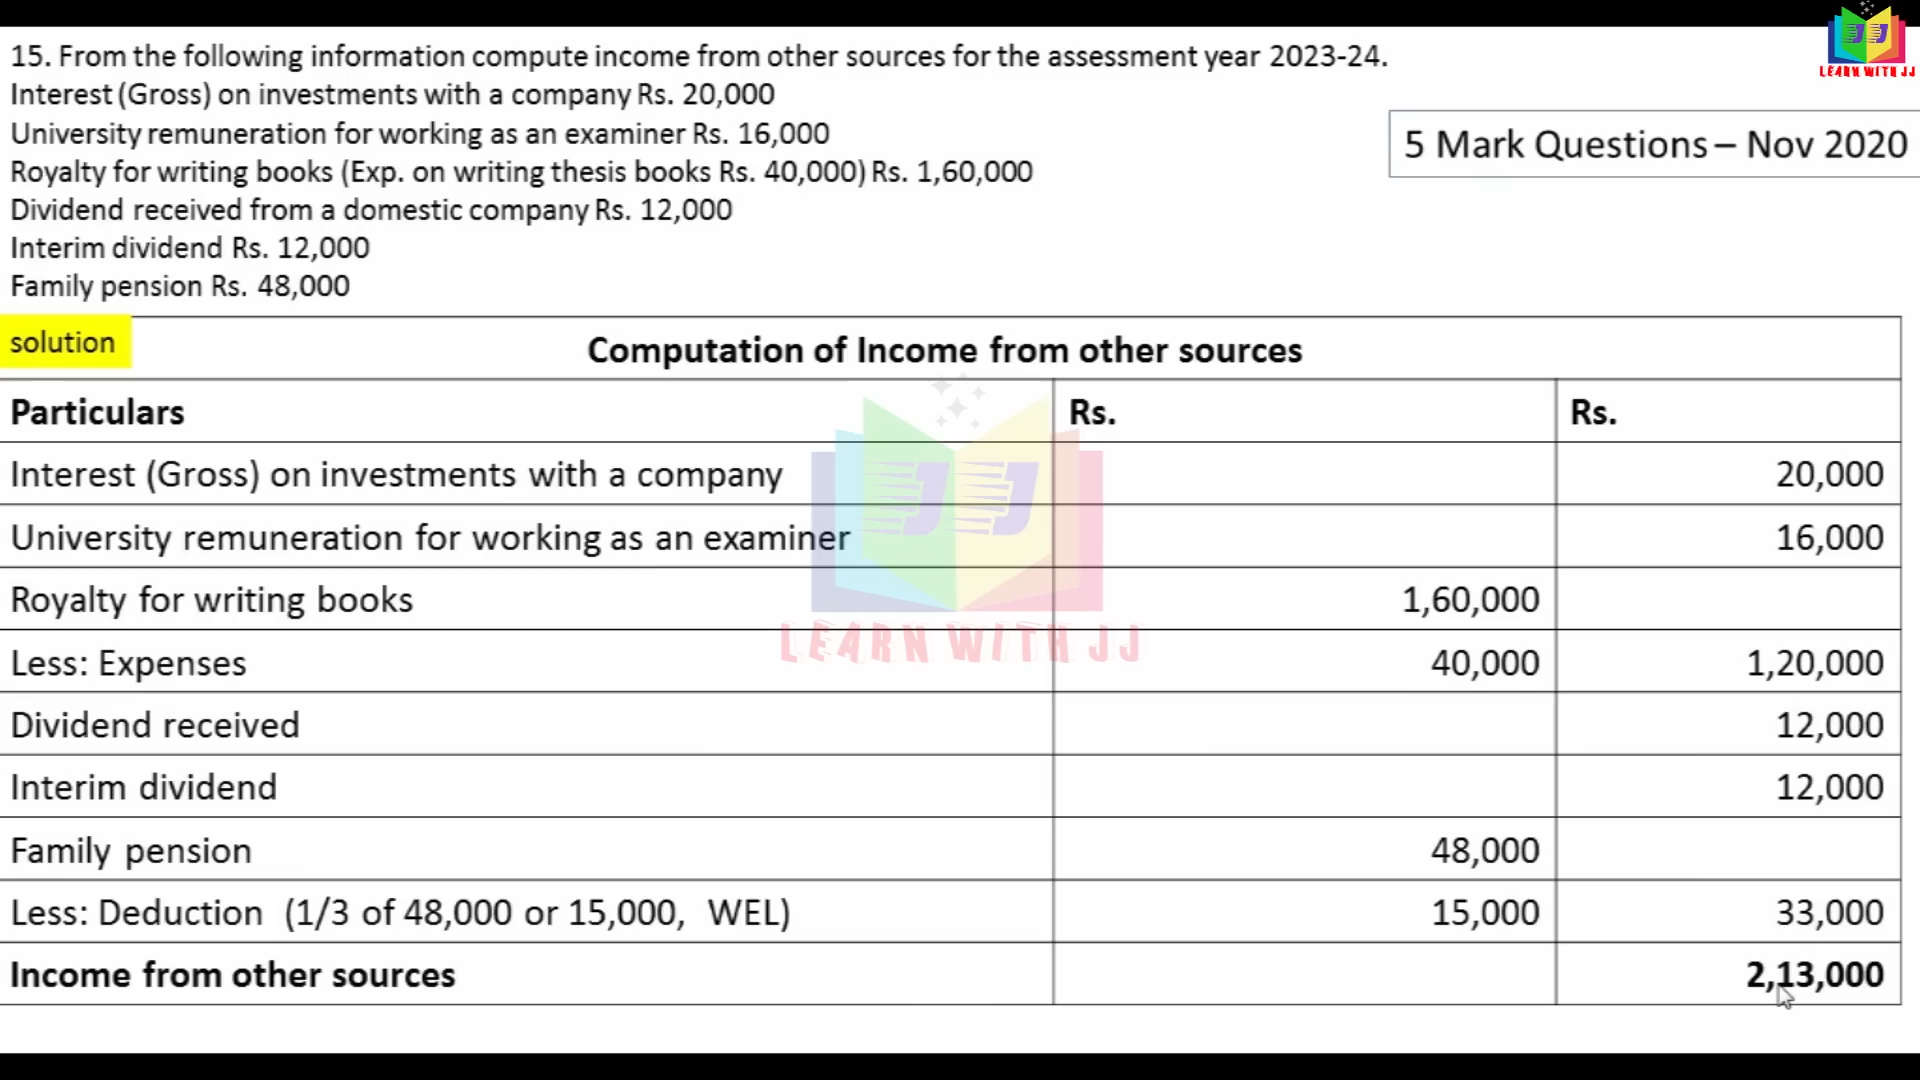 LEARN WITH JJ
15. From the following information compute income from other sources for the assessment year 2023-24.
Interest (Gross) on investments with a company Rs. 20,000
University remuneration for working as an examiner Rs. 16,000
Royalty for writing books (Exp. on writing thesis books Rs. 40,000) Rs. 1,60,000
Dividend received from a domestic company Rs. 12,000
Interim dividend Rs. 12,000
Family pension Rs. 48,000
5 Mark Questions – Nov 2020
solution
Computation of Income from other sources
Particulars Rs. Rs.
Interest (Gross) on investments with a company 20,000
University remuneration for working as an examiner 16,000
Royalty for writing books 1,60,000
Less: Expenses 40,000 1,20,000
Dividend received 12,000
Interim dividend 12,000
Family pension 48,000
Less: Deduction (1/3 of 48,000 or 15,000, WEL) 15,000 33,000
Income from other sources 2,13,000
JJ
LEARN WITH JJ